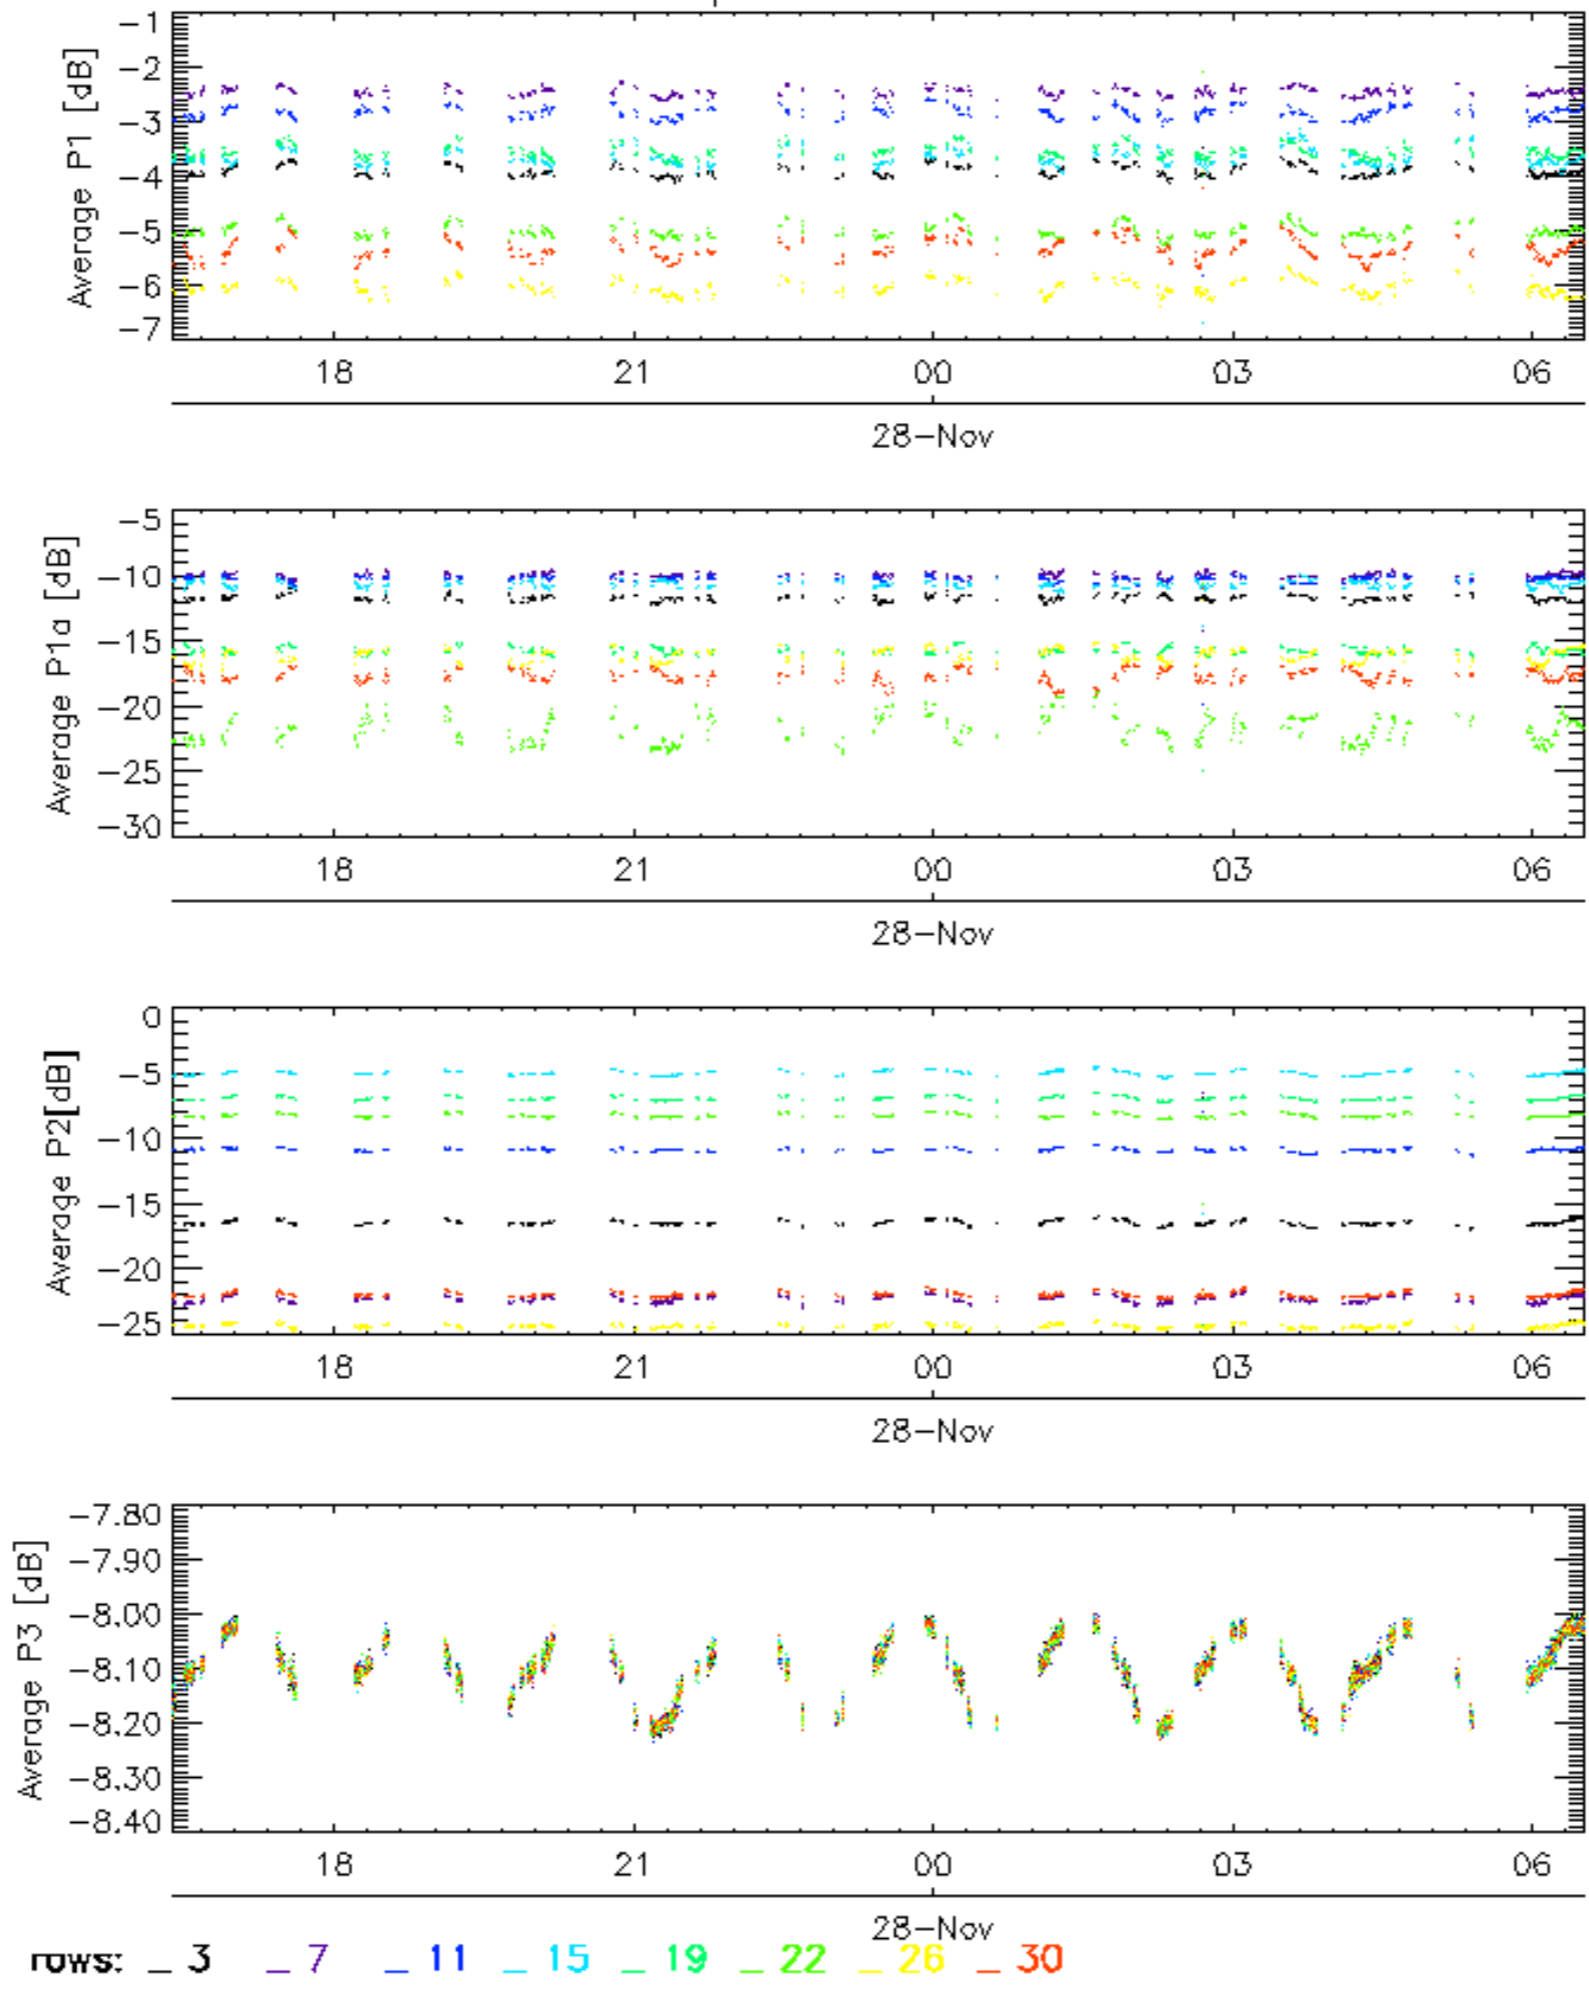 Average P1 [dB]
-1
-2
-3
-4
-5
-6
-7
18 21 00 03 06
28-Nov
Average P1a [dB]
-5
-10
-15
-20
-25
-30
18 21 00 03 06
28-Nov
Average P2[dB]
0
-5
-10
-15
-20
-25
18 21 00 03 06
28-Nov
Average P3 [dB]
-7.80
-7.90
-8.00
-8.10
-8.20
-8.30
-8.40
18 21 00 03 06
28-Nov
rows: _ 3 _ 7 _ 11 _ 15 _ 19 _ 22 _ 26 _ 30